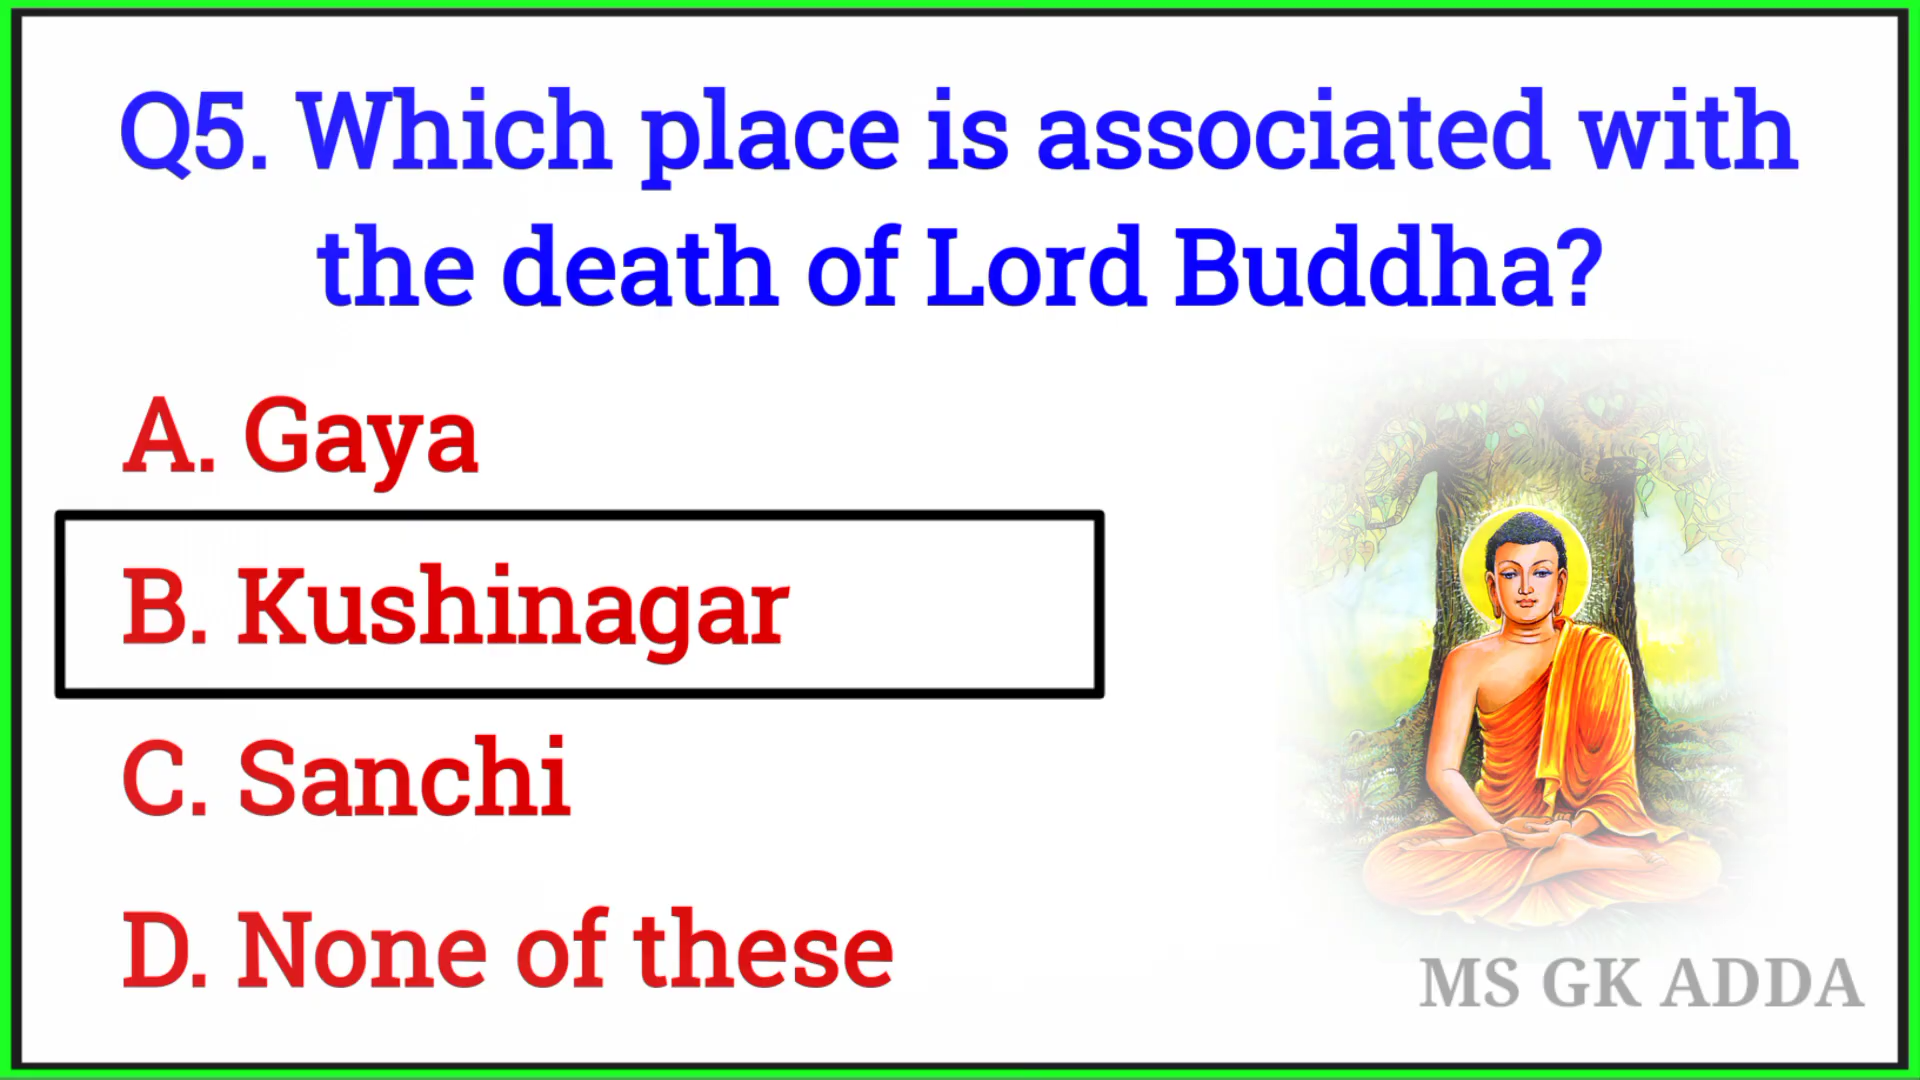 Q5. Which place is associated with
the death of Lord Buddha?
A. Gaya
B. Kushinagar
C. Sanchi
D. None of these
MS GK ADDA